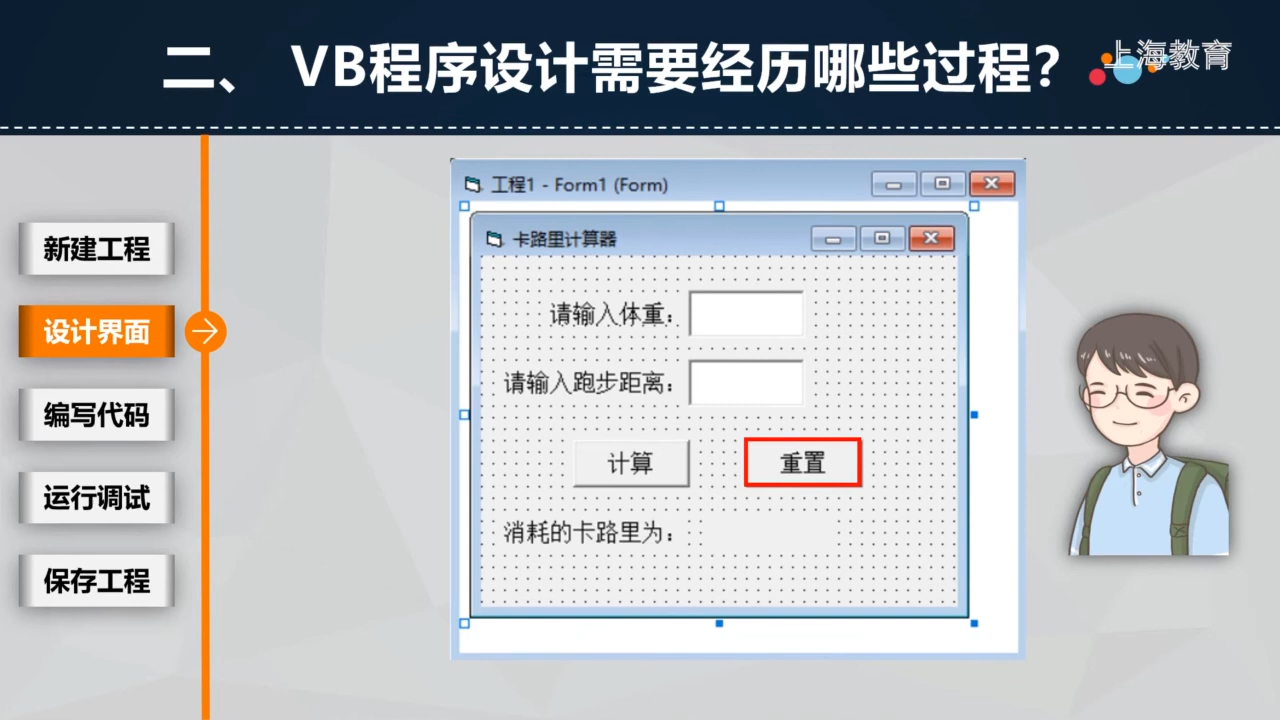 二、 VB程序设计需要经历哪些过程？
上海教育
新建工程
设计界面
编写代码
运行调试
保存工程
工程1 - Form1 (Form)
卡路里计算器
请输入体重：
请输入跑步距离：
计算
重置
消耗的卡路里为：